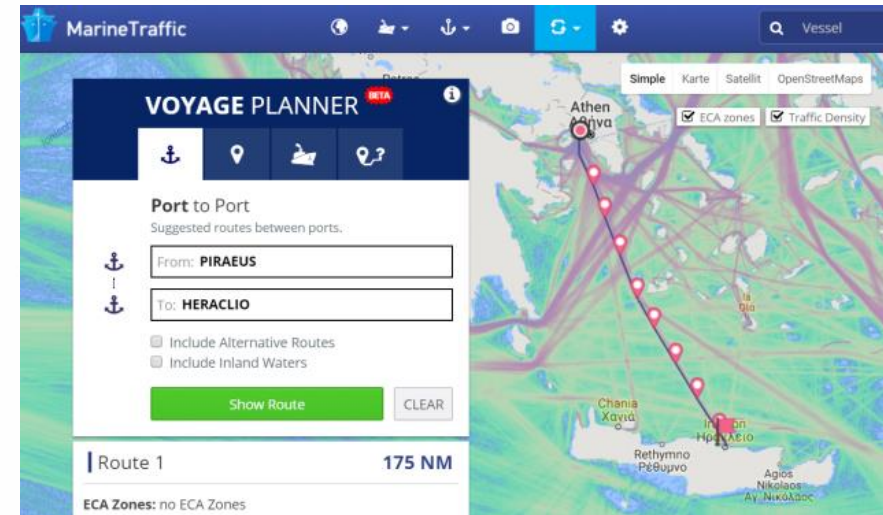 MarineTraffic
Vessel
Simple
Karte
Satellit
OpenStreetMaps
ECA zones
Traffic Density
VOYAGE PLANNER BETA
Port to Port
Suggested routes between ports.
From: PIRAEUS
To: HERACLIO
Include Alternative Routes
Include Inland Waters
Show Route
CLEAR
Route 1
175 NM
ECA Zones: no ECA Zones
Athen
Αθήνα
Chania
Χανιά
Rethymno
Ρέθυμνο
Agios
Nikolaos
Άγ. Νικόλαος